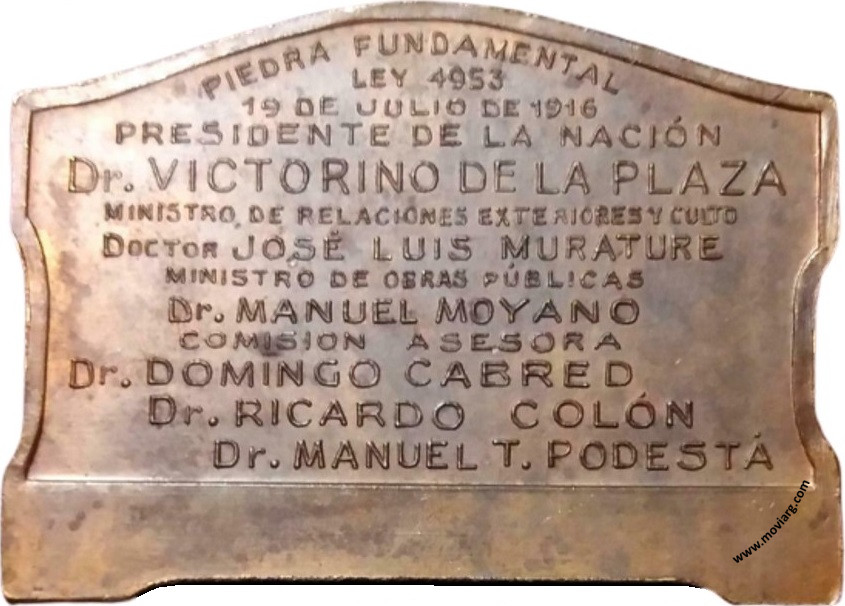 PIEDRA FUNDAMENTAL
LEY 4953
19 DE JULIO DE 1916
PRESIDENTE DE LA NACIÓN
Dr. VICTORINO DE LA PLAZA
MINISTRO DE RELACIONES EXTERIORES Y CULTO
DOCTOR JOSÉ LUIS MURATURE
MINISTRO DE OBRAS PÚBLICAS
Dr. MANUEL MOYANO
COMISIÓN ASESORA
Dr. DOMINGO CABRED
Dr. RICARDO COLÓN
Dr. MANUEL T. PODESTÁ
www.moviarg.com